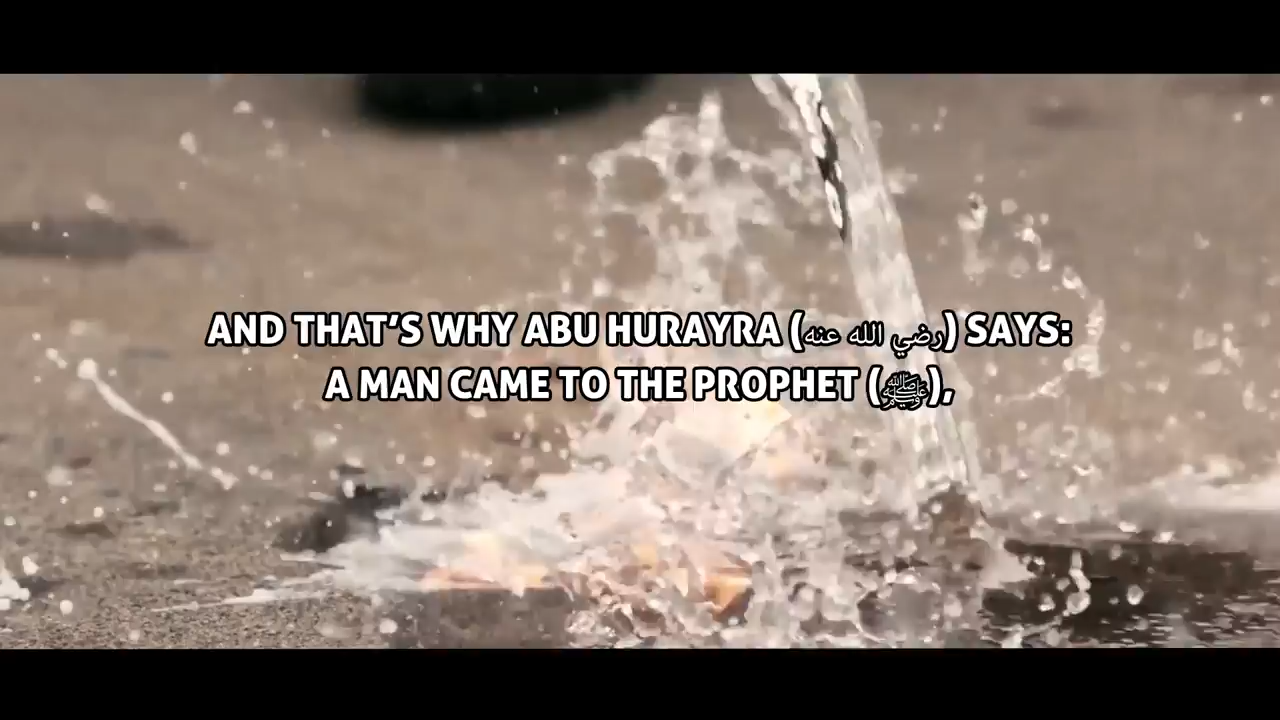 AND THAT'S WHY ABU HURAYRA (رضي الله عنه) SAYS:
A MAN CAME TO THE PROPHET (ﷺ),